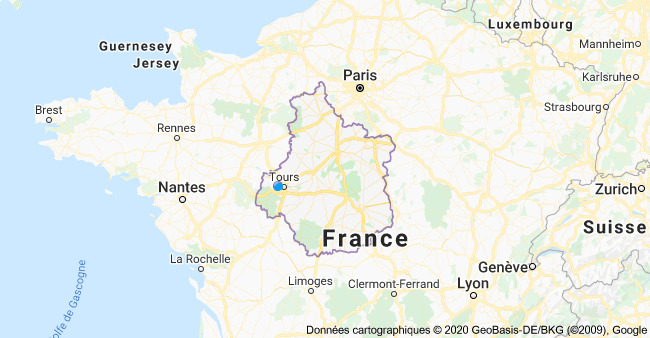 Luxembourg
Guernesey
Jersey
Mannheim
Karlsruhe
Paris
Strasbourg
Brest
Rennes
Tours
Nantes
Zurich
Suisse
France
La Rochelle
Genève
Limoges
Clermont-Ferrand
Lyon
olfe de Gascogne
Données cartographiques © 2020 GeoBasis-DE/BKG (©2009), Google